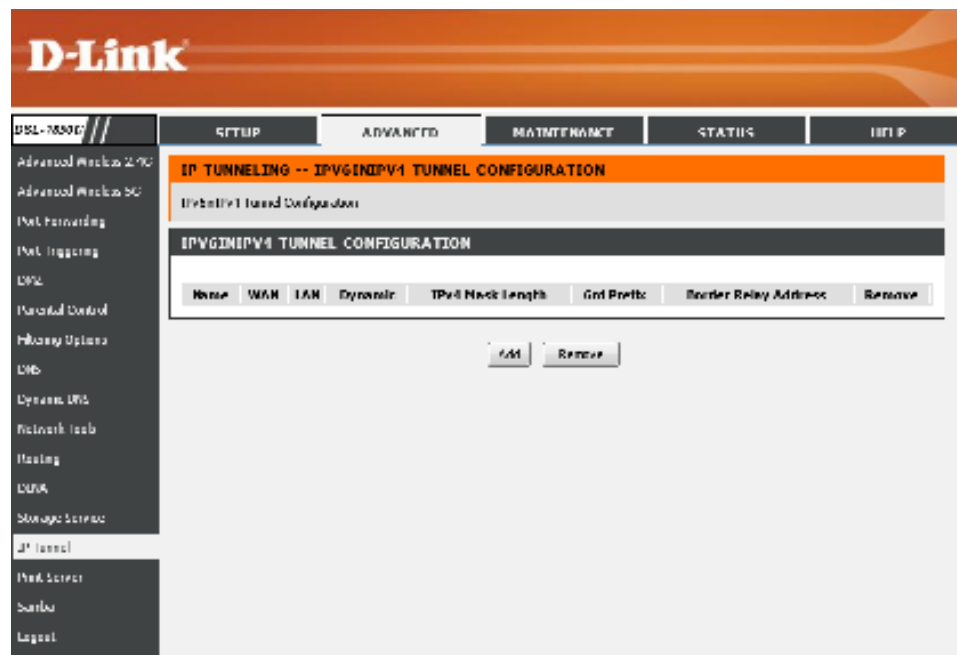 D-Link
SETUP ADVANCED MAINTENANCE STATUS HELP
Advanced Wireless 2.4G
Advanced Wireless 5G
Port Forwarding
Port Triggering
DMZ
Parental Control
Filtering Options
DNS
Dynamic DNS
Network Tools
Routing
DLNA
Storage Service
IP Tunnel
Print Server
Samba
Logout
IP TUNNELING -- IPV6INIPV4 TUNNEL CONFIGURATION
IPv6inIPv4 Tunnel Configuration
IPV6INIPV4 TUNNEL CONFIGURATION
Name WAN LAN Dynamic IPv4 Mask Length 6rd Prefix Border Relay Address Remove
Add Remove